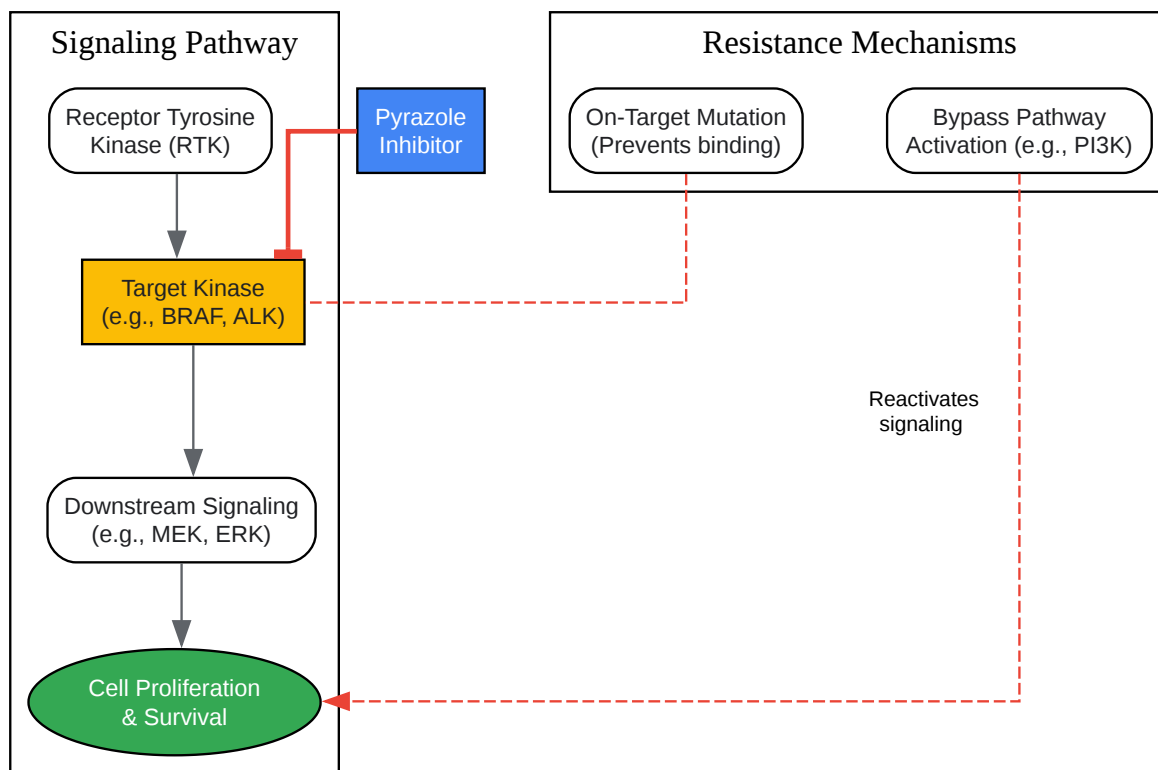 Signaling Pathway
Receptor Tyrosine
Kinase (RTK)
Pyrazole
Inhibitor
Target Kinase
(e.g., BRAF, ALK)
Downstream Signaling
(e.g., MEK, ERK)
Cell Proliferation
& Survival
Resistance Mechanisms
On-Target Mutation
(Prevents binding)
Bypass Pathway
Activation (e.g., PI3K)
Reactivates
signaling